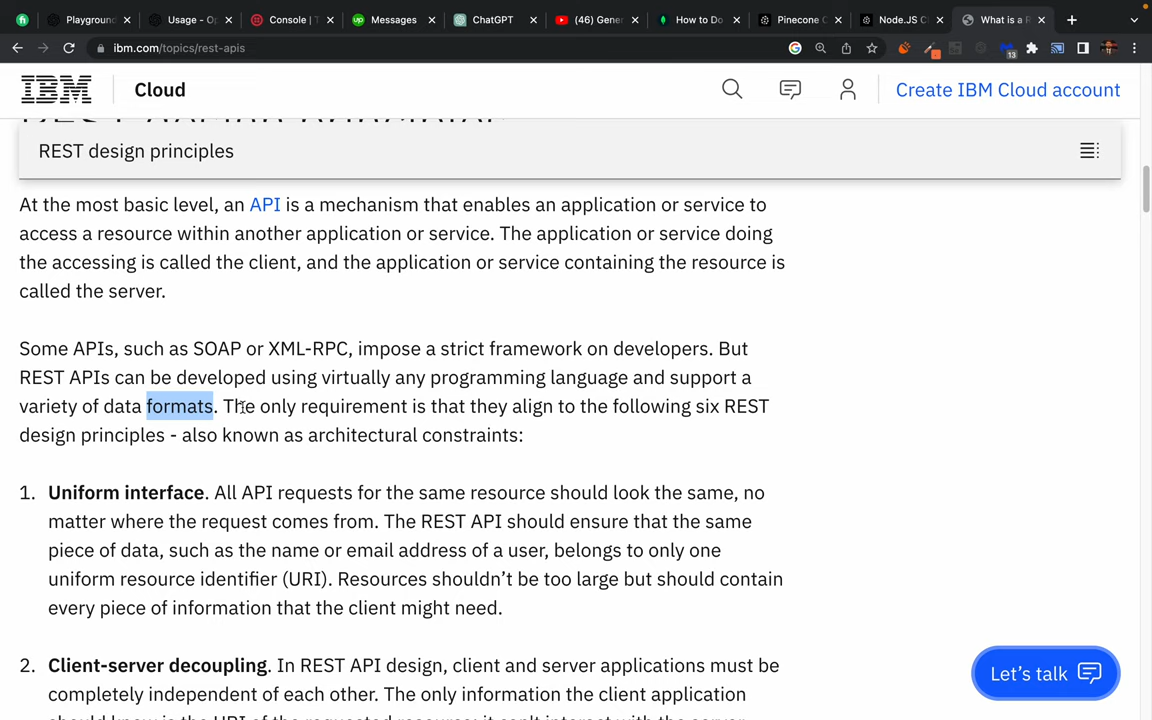 Playground
Usage - Op
Console | T
Messages
ChatGPT
(46) Gener
How to Do
Pinecone C
Node.JS C
What is a R
ibm.com/topics/rest-apis
13
IBM
Cloud
Create IBM Cloud account
REST design principles
At the most basic level, an API is a mechanism that enables an application or service to
access a resource within another application or service. The application or service doing
the accessing is called the client, and the application or service containing the resource is
called the server.
Some APIs, such as SOAP or XML-RPC, impose a strict framework on developers. But
REST APIs can be developed using virtually any programming language and support a
variety of data formats. The only requirement is that they align to the following six REST
design principles - also known as architectural constraints:
1. Uniform interface. All API requests for the same resource should look the same, no
matter where the request comes from. The REST API should ensure that the same
piece of data, such as the name or email address of a user, belongs to only one
uniform resource identifier (URI). Resources shouldn’t be too large but should contain
every piece of information that the client might need.
2. Client-server decoupling. In REST API design, client and server applications must be
completely independent of each other. The only information the client application
Let’s talk